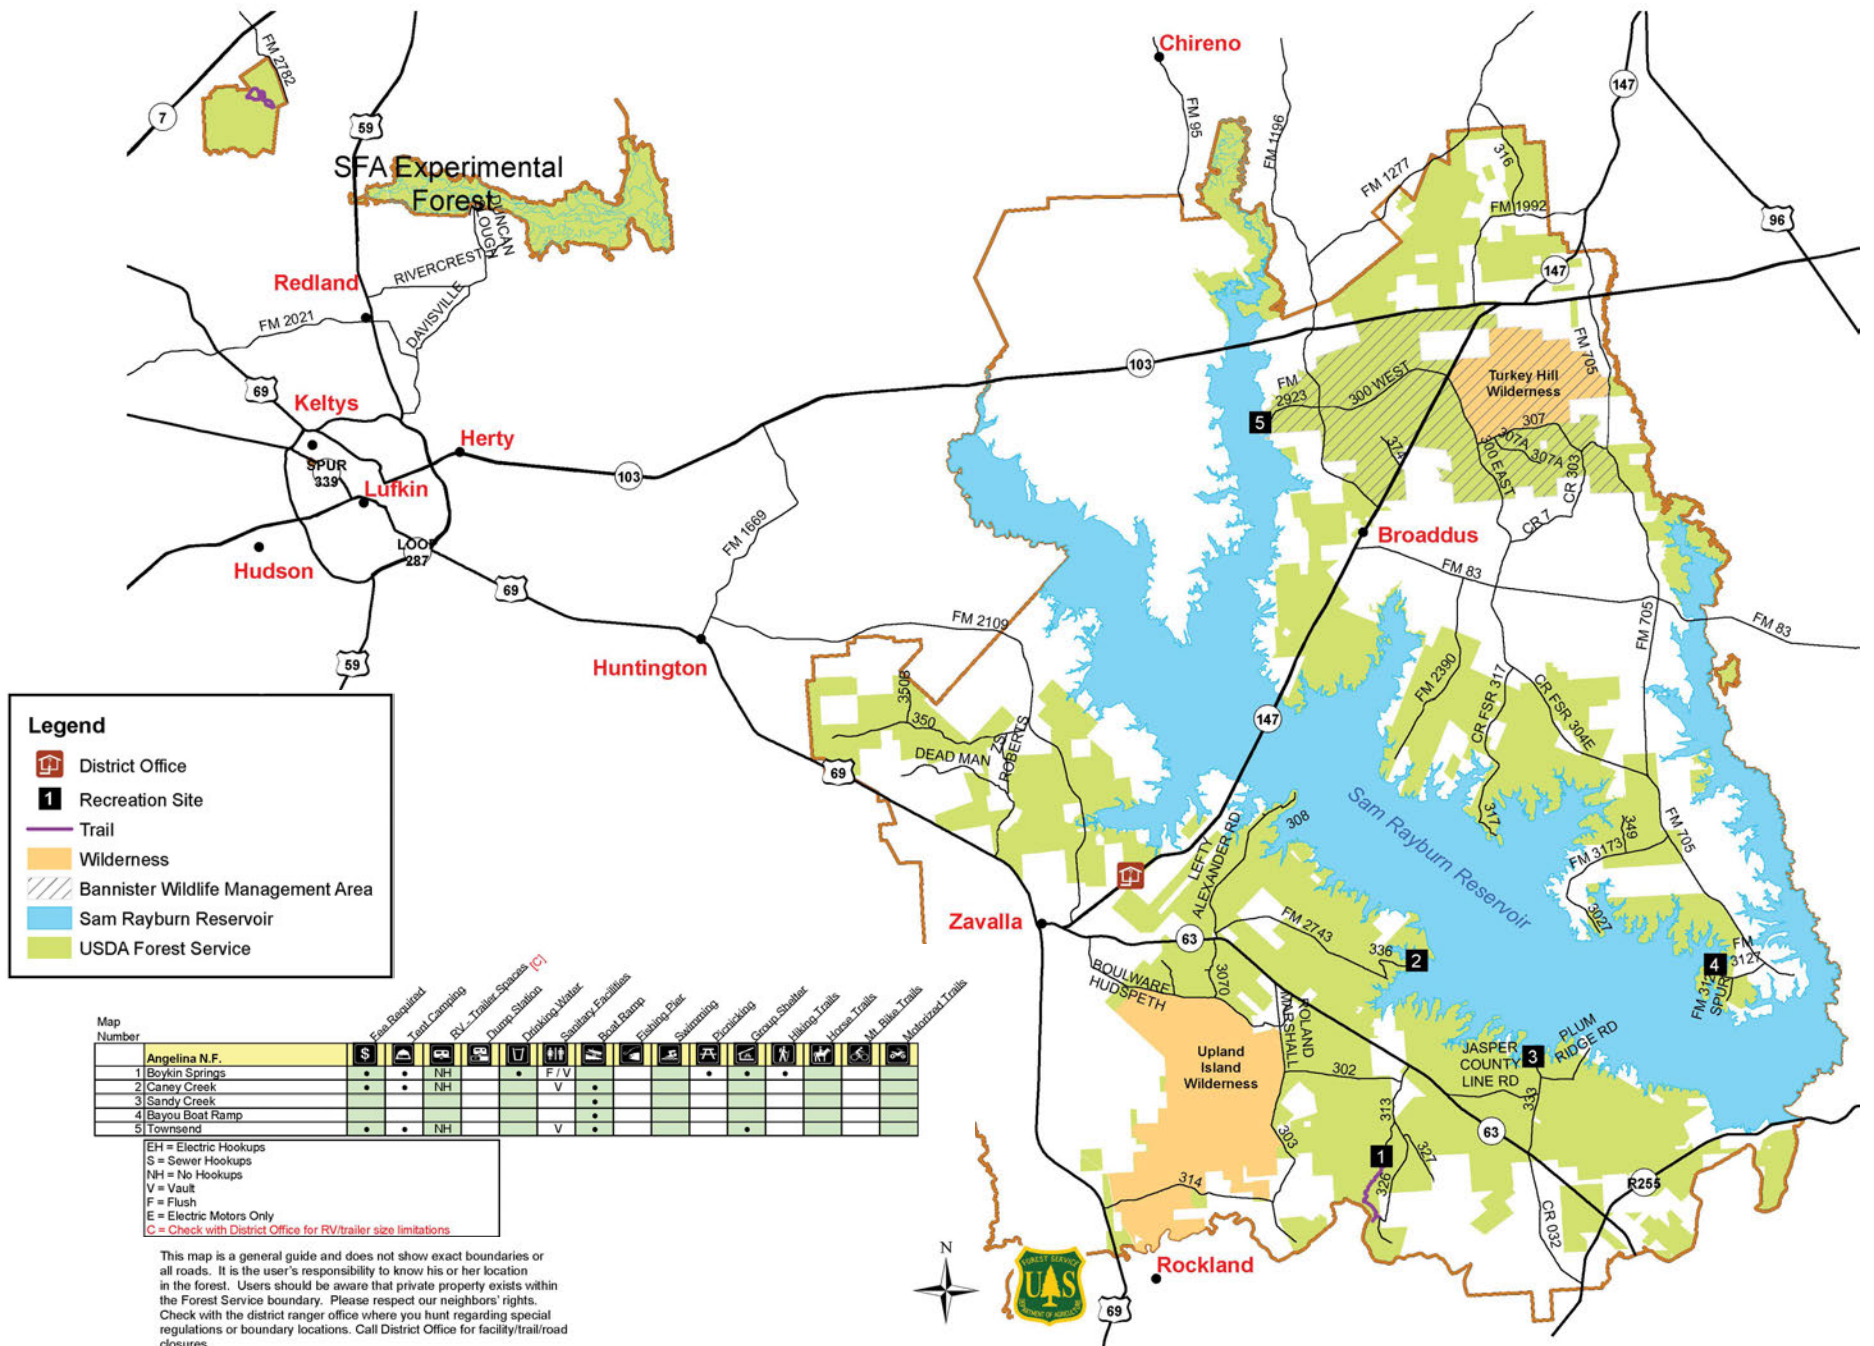 Chireno
FM 2782
7
59
SFA Experimental
Forest
DUNCAN
LOUGH
RIVERCREST
Redland
DAVISVILLE
FM 2021
69
Keltys
Herty
SPUR
339
Lufkin
LOOP
287
Hudson
59
69
103
FM 1669
Huntington
FM 2109
103
FM 95
FM 1196
FM 1277
316
FM 1992
147
147
96
FM 705
Turkey Hill
Wilderness
FM
2923
300 WEST
5
307
307A
307A
374
300 EAST
CR 303
CR 7
Broaddus
FM 83
FM 83
FM 705
FM 2390
CR FSR 317
CR FSR 304E
147
350B
350
DEAD MAN
ZSI
ROBERTS
69
Sam Rayburn Reservoir
317
349
FM 3173
FM 705
3027
308
LEFTY
ALEXANDER RD
Zavalla
63
FM 2743
336
2
4
FM
3127
FM 312
SPUR
BOULWARE
HUDSPETH
3070
MARSHALL
ROLAND
Upland
Island
Wilderness
302
313
JASPER
COUNTY
LINE RD
3
PLUM
RIDGE RD
333
63
303
1
327
326
314
R255
CR 032
Rockland
69
N
FOREST SERVICE
U S
DEPARTMENT OF AGRICULTURE
Legend
District Office
1 Recreation Site
Trail
Wilderness
Bannister Wildlife Management Area
Sam Rayburn Reservoir
USDA Forest Service
Map
Number
Fee Required
Tent Camping
RV - Trailer Spaces [C]
Dump Station
Drinking Water
Sanitary Facilities
Boat Ramp
Fishing Pier
Swimming
Picnicking
Group Shelter
Hiking Trails
Horse Trails
Mt. Bike Trails
Motorized Trails
Angelina N.F. $
1 Boykin Springs • • NH • F / V • • •
2 Caney Creek • • NH V •
3 Sandy Creek •
4 Bayou Boat Ramp •
5 Townsend • • NH V • •
EH = Electric Hookups
S = Sewer Hookups
NH = No Hookups
V = Vault
F = Flush
E = Electric Motors Only
C = Check with District Office for RV/trailer size limitations
This map is a general guide and does not show exact boundaries or
all roads. It is the user's responsibility to know his or her location
in the forest. Users should be aware that private property exists within
the Forest Service boundary. Please respect our neighbors' rights.
Check with the district ranger office where you hunt regarding special
regulations or boundary locations. Call District Office for facility/trail/road
closures